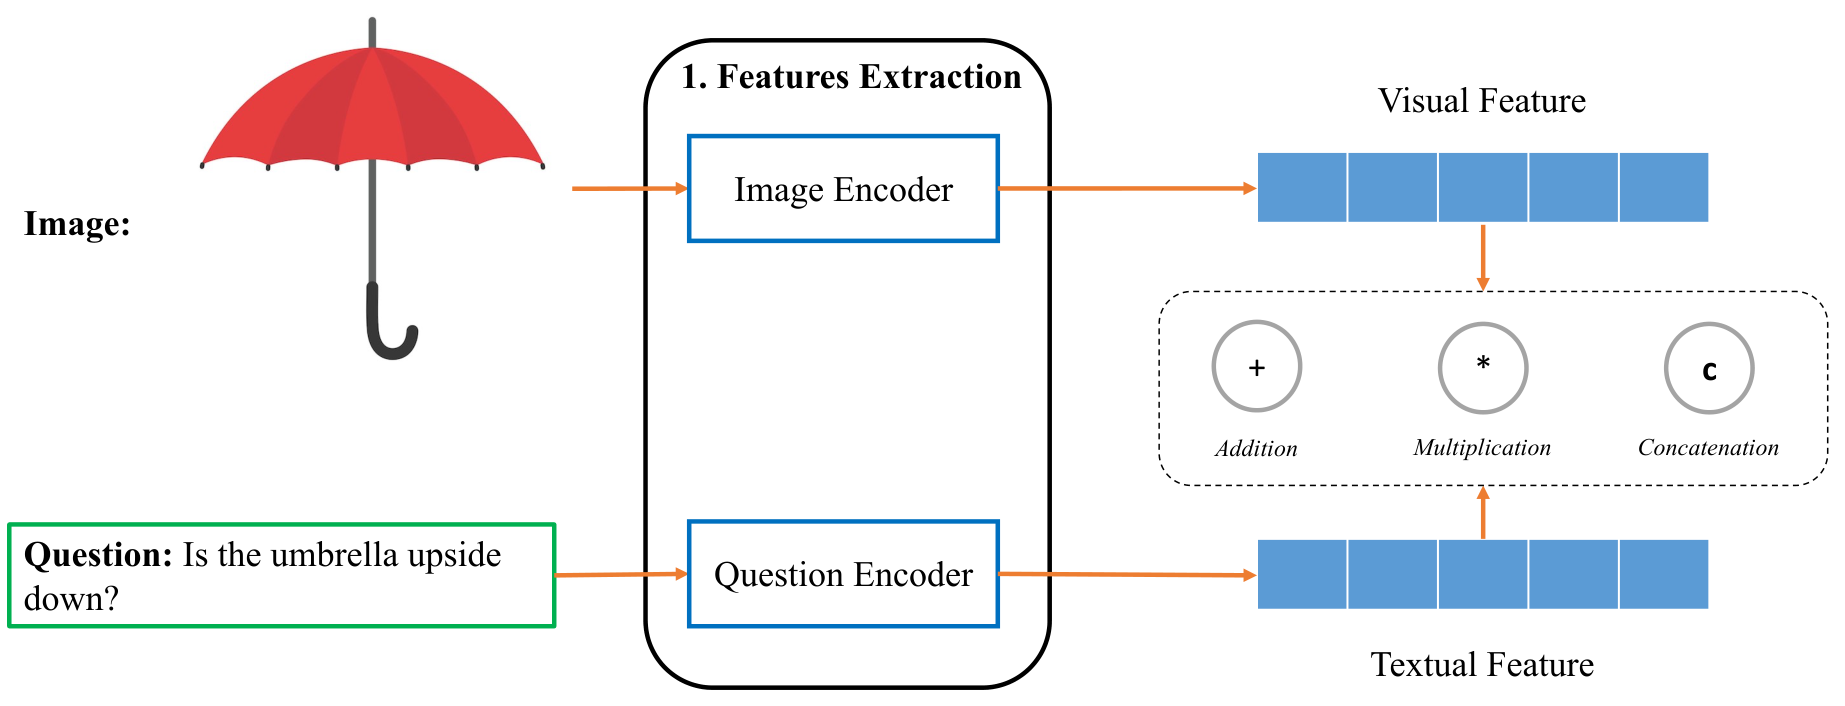 1. Features Extraction
Visual Feature
Image:
Image Encoder
+
*
c
Addition
Multiplication
Concatenation
Question: Is the umbrella upside
down?
Question Encoder
Textual Feature